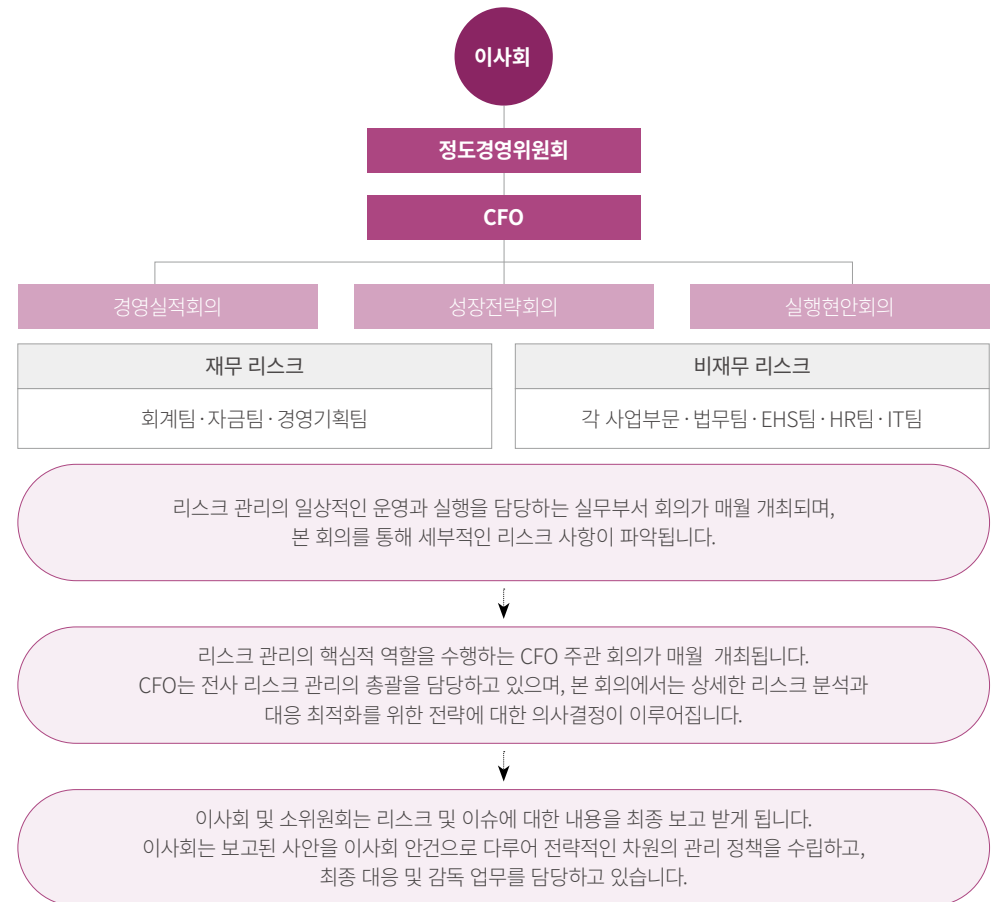 이사회
정도경영위원회
CFO
경영실적회의
성장전략회의
실행현안회의
재무 리스크
비재무 리스크
회계팀·자금팀·경영기획팀
각 사업부문·법무팀·EHS팀·HR팀·IT팀
리스크 관리의 일상적인 운영과 실행을 담당하는 실무부서 회의가 매월 개최되며,
본 회의를 통해 세부적인 리스크 사항이 파악됩니다.
리스크 관리의 핵심적 역할을 수행하는 CFO 주관 회의가 매월 개최됩니다.
CFO는 전사 리스크 관리의 총괄을 담당하고 있으며, 본 회의에서는 상세한 리스크 분석과
대응 최적화를 위한 전략에 대한 의사결정이 이루어집니다.
이사회 및 소위원회는 리스크 및 이슈에 대한 내용을 최종 보고 받게 됩니다.
이사회는 보고된 사안을 이사회 안건으로 다루어 전략적인 차원의 관리 정책을 수립하고,
최종 대응 및 감독 업무를 담당하고 있습니다.